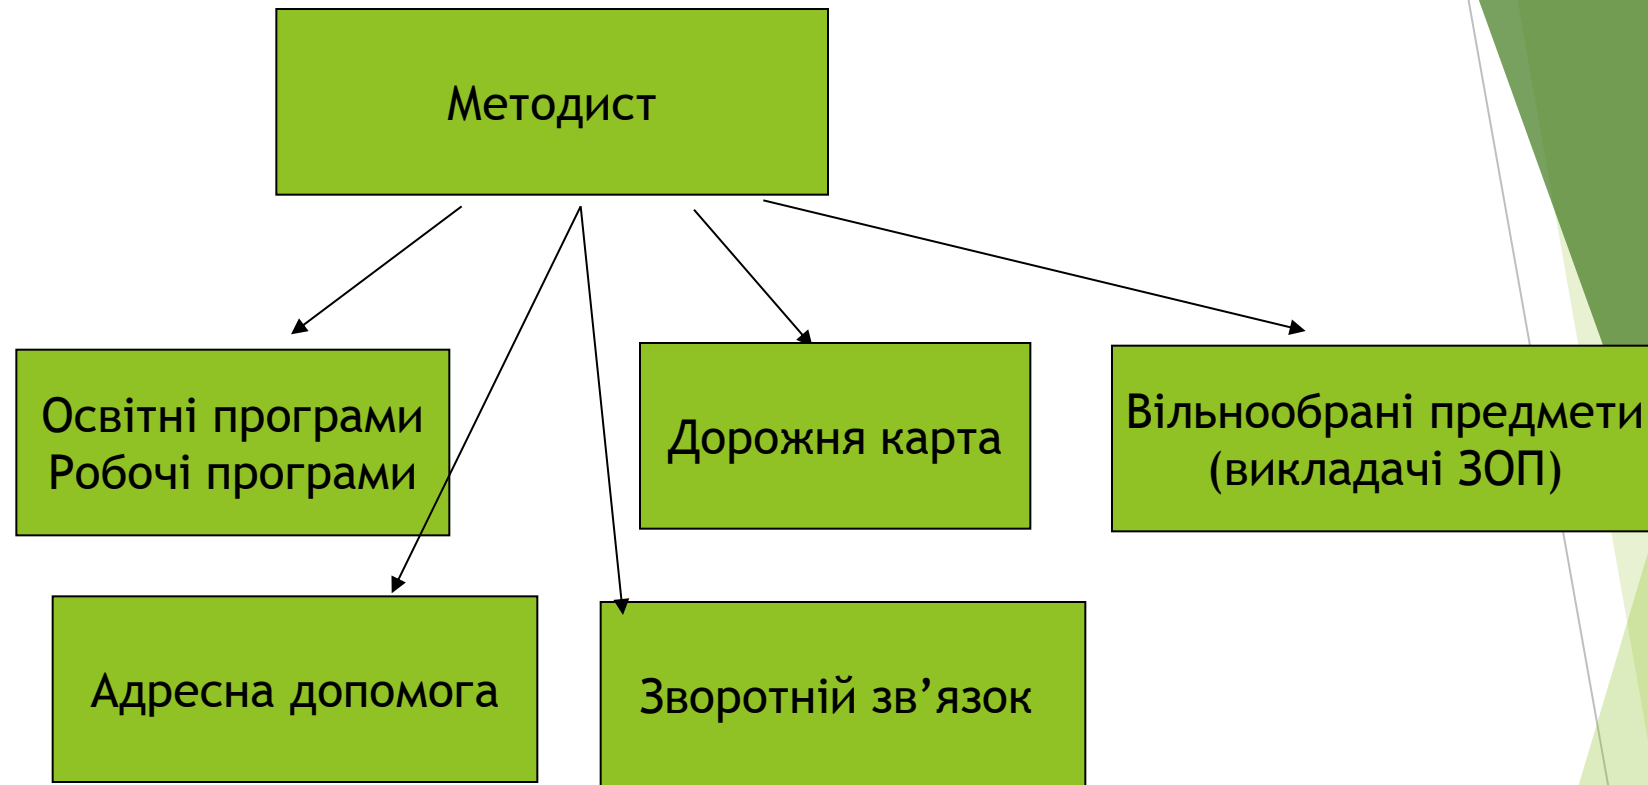 Методист
Освітні програми
Робочі програми
Дорожня карта
Вільнообрані предмети
(викладачі ЗОП)
Адресна допомога
Зворотній зв’язок